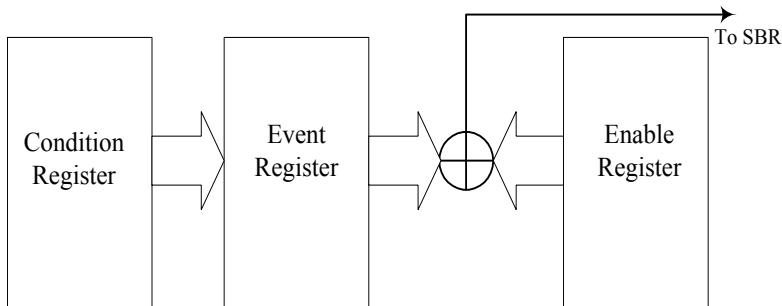 To SBR
Condition
Register
Event
Register
Enable
Register